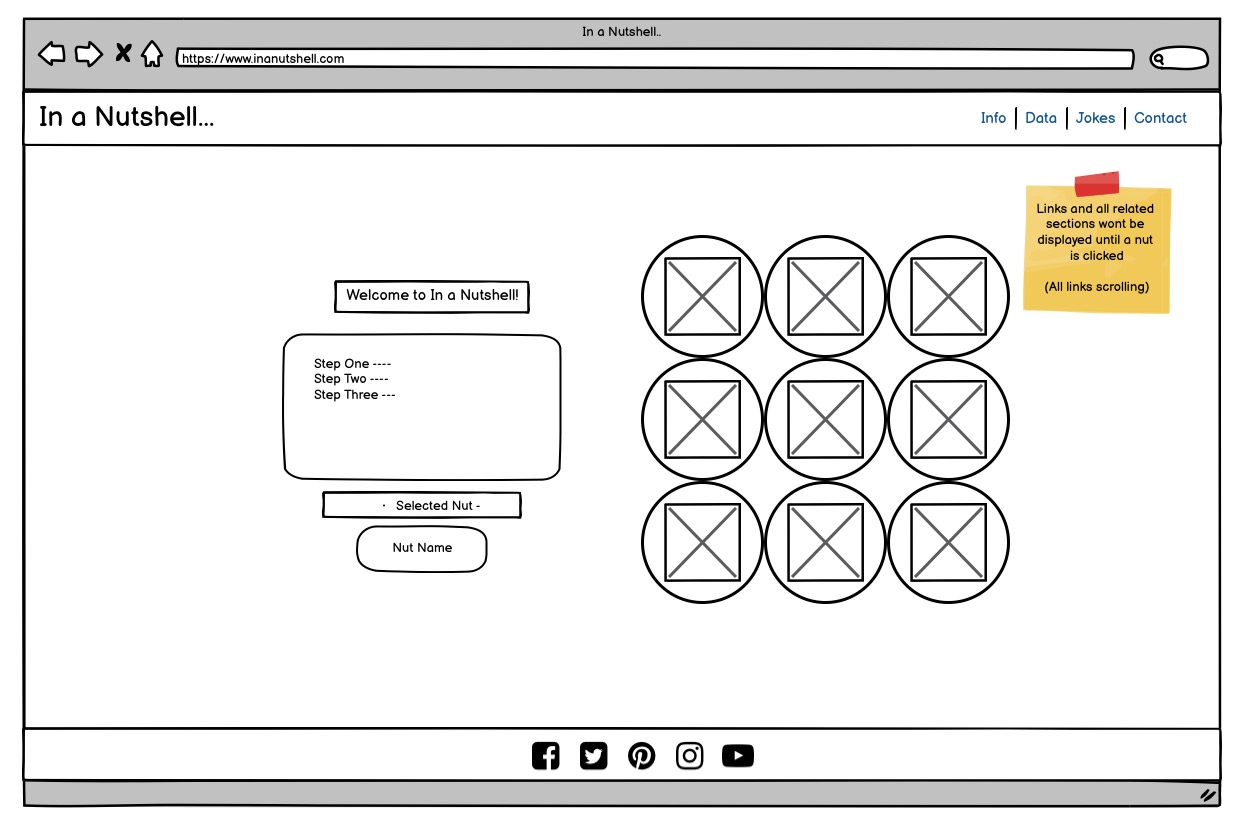 In a Nutshell..
https://www.inanutshell.com
In a Nutshell...
Info
Data
Jokes
Contact
Links and all related
sections wont be
displayed until a nut
is clicked
(All links scrolling)
Welcome to In a Nutshell!
Step One ----
Step Two ----
Step Three ---
- Selected Nut -
Nut Name